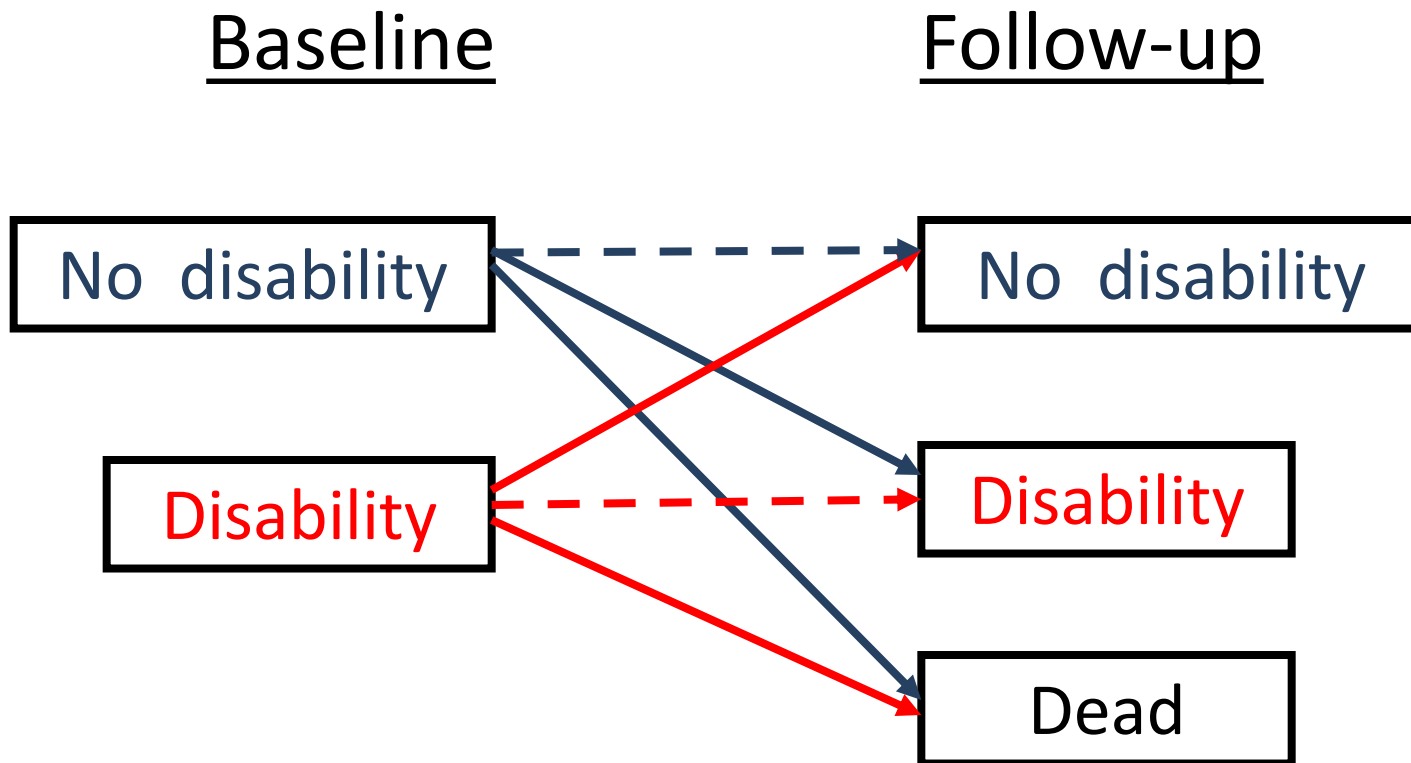 Baseline
Follow-up
No disability
No disability
Disability
Disability
Dead